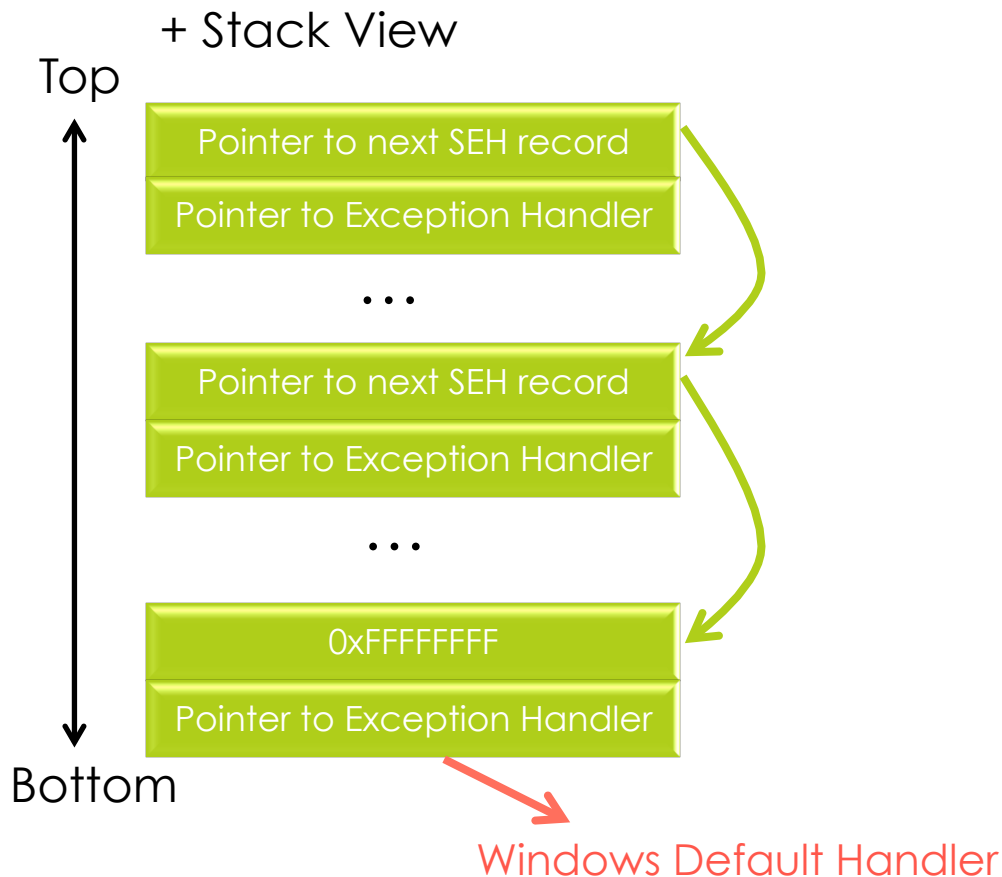 + Stack View
Top
Pointer to next SEH record
Pointer to Exception Handler
...
Pointer to next SEH record
Pointer to Exception Handler
...
0xFFFFFFFF
Pointer to Exception Handler
Bottom
Windows Default Handler